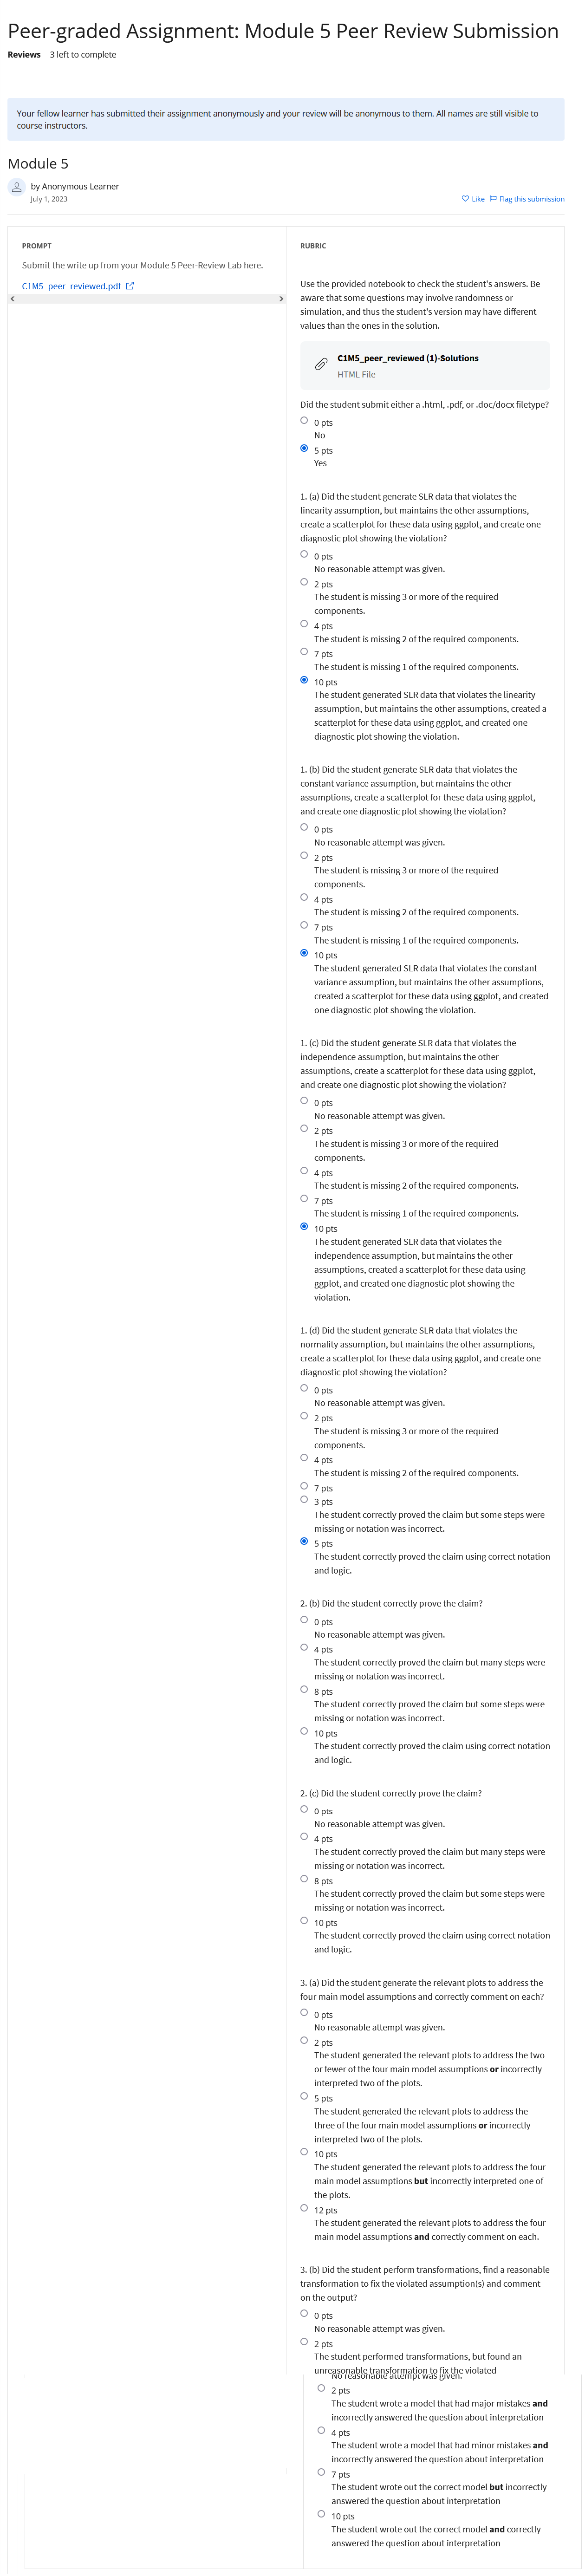 Peer-graded Assignment: Module 5 Peer Review Submission
Reviews 3 left to complete
Your fellow learner has submitted their assignment anonymously and your review will be anonymous to them. All names are still visible to
course instructors.
Module 5
by Anonymous Learner
July 1, 2023
Like Flag this submission
PROMPT
Submit the write up from your Module 5 Peer-Review Lab here.
C1M5_peer_reviewed.pdf
RUBRIC
Use the provided notebook to check the student's answers. Be
aware that some questions may involve randomness or
simulation, and thus the student's version may have different
values than the ones in the solution.
C1M5_peer_reviewed (1)-Solutions
HTML File
Did the student submit either a .html, .pdf, or .doc/docx filetype?
0 pts
No
5 pts
Yes
1. (a) Did the student generate SLR data that violates the
linearity assumption, but maintains the other assumptions,
create a scatterplot for these data using ggplot, and create one
diagnostic plot showing the violation?
0 pts
No reasonable attempt was given.
2 pts
The student is missing 3 or more of the required
components.
4 pts
The student is missing 2 of the required components.
7 pts
The student is missing 1 of the required components.
10 pts
The student generated SLR data that violates the linearity
assumption, but maintains the other assumptions, created a
scatterplot for these data using ggplot, and created one
diagnostic plot showing the violation.
1. (b) Did the student generate SLR data that violates the
constant variance assumption, but maintains the other
assumptions, create a scatterplot for these data using ggplot,
and create one diagnostic plot showing the violation?
0 pts
No reasonable attempt was given.
2 pts
The student is missing 3 or more of the required
components.
4 pts
The student is missing 2 of the required components.
7 pts
The student is missing 1 of the required components.
10 pts
The student generated SLR data that violates the constant
variance assumption, but maintains the other assumptions,
created a scatterplot for these data using ggplot, and created
one diagnostic plot showing the violation.
1. (c) Did the student generate SLR data that violates the
independence assumption, but maintains the other
assumptions, create a scatterplot for these data using ggplot,
and create one diagnostic plot showing the violation?
0 pts
No reasonable attempt was given.
2 pts
The student is missing 3 or more of the required
components.
4 pts
The student is missing 2 of the required components.
7 pts
The student is missing 1 of the required components.
10 pts
The student generated SLR data that violates the
independence assumption, but maintains the other
assumptions, created a scatterplot for these data using
ggplot, and created one diagnostic plot showing the
violation.
1. (d) Did the student generate SLR data that violates the
normality assumption, but maintains the other assumptions,
create a scatterplot for these data using ggplot, and create one
diagnostic plot showing the violation?
0 pts
No reasonable attempt was given.
2 pts
The student is missing 3 or more of the required
components.
4 pts
The student is missing 2 of the required components.
7 pts
3 pts
The student correctly proved the claim but some steps were
missing or notation was incorrect.
5 pts
The student correctly proved the claim using correct notation
and logic.
2. (b) Did the student correctly prove the claim?
0 pts
No reasonable attempt was given.
4 pts
The student correctly proved the claim but many steps were
missing or notation was incorrect.
8 pts
The student correctly proved the claim but some steps were
missing or notation was incorrect.
10 pts
The student correctly proved the claim using correct notation
and logic.
2. (c) Did the student correctly prove the claim?
0 pts
No reasonable attempt was given.
4 pts
The student correctly proved the claim but many steps were
missing or notation was incorrect.
8 pts
The student correctly proved the claim but some steps were
missing or notation was incorrect.
10 pts
The student correctly proved the claim using correct notation
and logic.
3. (a) Did the student generate the relevant plots to address the
four main model assumptions and correctly comment on each?
0 pts
No reasonable attempt was given.
2 pts
The student generated the relevant plots to address the two
or fewer of the four main model assumptions or incorrectly
interpreted two of the plots.
5 pts
The student generated the relevant plots to address the
three of the four main model assumptions or incorrectly
interpreted two of the plots.
10 pts
The student generated the relevant plots to address the four
main model assumptions but incorrectly interpreted one of
the plots.
12 pts
The student generated the relevant plots to address the four
main model assumptions and correctly comment on each.
3. (b) Did the student perform transformations, find a reasonable
transformation to fix the violated assumption(s) and comment
on the output?
0 pts
No reasonable attempt was given.
2 pts
The student performed transformations, but found an
unreasonable transformation to fix the violated
No reasonable attempt was given.
2 pts
The student wrote a model that had major mistakes and
incorrectly answered the question about interpretation
4 pts
The student wrote a model that had minor mistakes and
incorrectly answered the question about interpretation
7 pts
The student wrote out the correct model but incorrectly
answered the question about interpretation
10 pts
The student wrote out the correct model and correctly
answered the question about interpretation